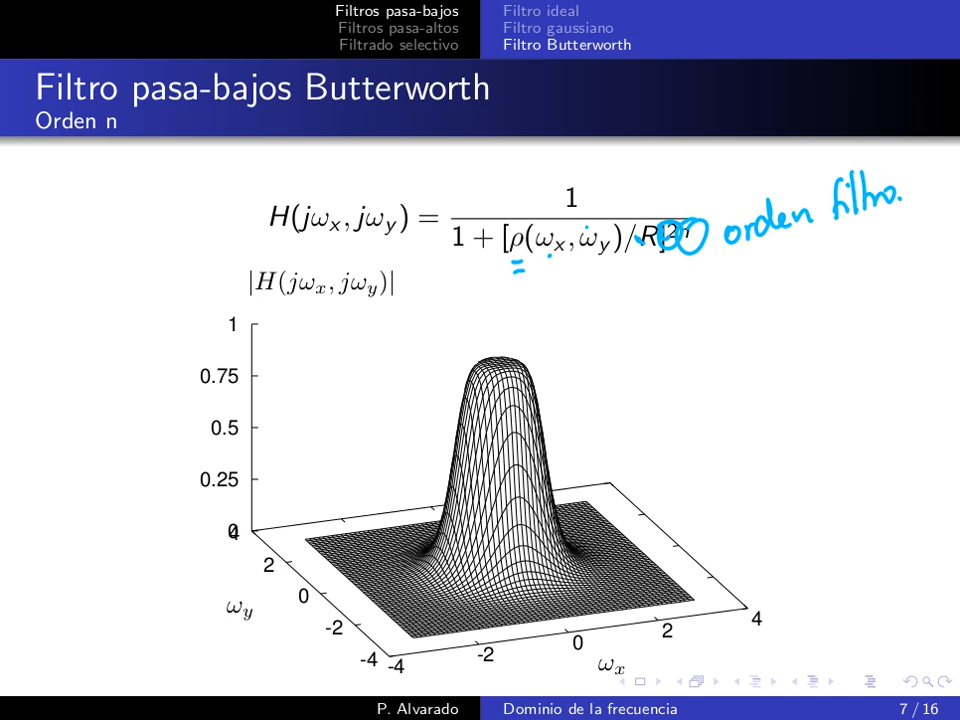 Filtros pasa-bajos
Filtros pasa-altos
Filtrado selectivo
Filtro ideal
Filtro gaussiano
Filtro Butterworth
Filtro pasa-bajos Butterworth
Orden n
H(jωx, jωy) = 1 / 1 + [ρ(ωx, ωy)/R]^2n
orden filtro.
|H(jωx, jωy)|
1
0.75
0.5
0.25
0
4
2
0
-2
-4
ωy
-4
-2
0
2
4
ωx
P. Alvarado
Dominio de la frecuencia
7 / 16